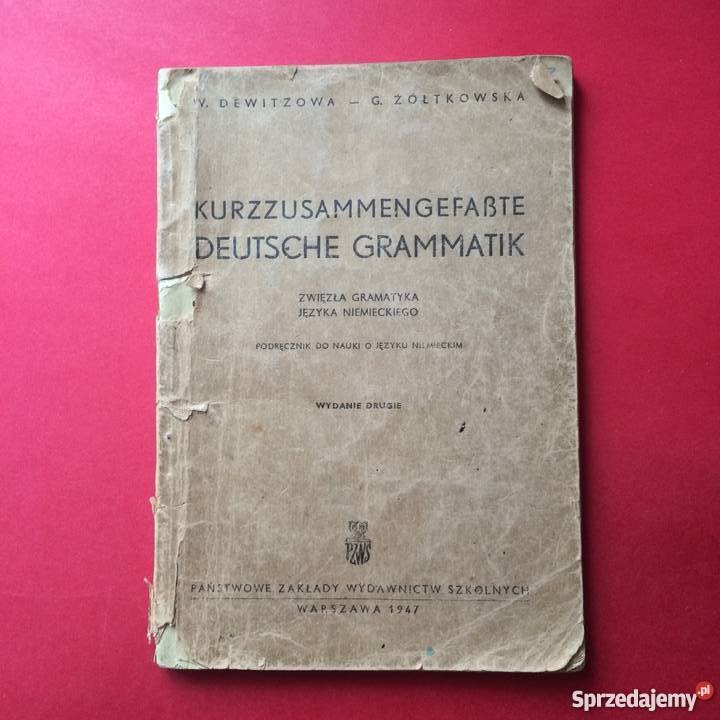 W. DEWITZOWA — G. ŻÓŁTKOWSKA
KURZZUSAMMENGEFAßTE
DEUTSCHE GRAMMATIK
ZWIĘZŁA GRAMATYKA
JĘZYKA NIEMIECKIEGO
PODRĘCZNIK DO NAUKI O JĘZYKU NIEMIECKIM
WYDANIE DRUGIE
PZWS
PAŃSTWOWE ZAKŁADY WYDAWNICTW SZKOLNYCH
WARSZAWA 1947
Sprzedajemy.pl